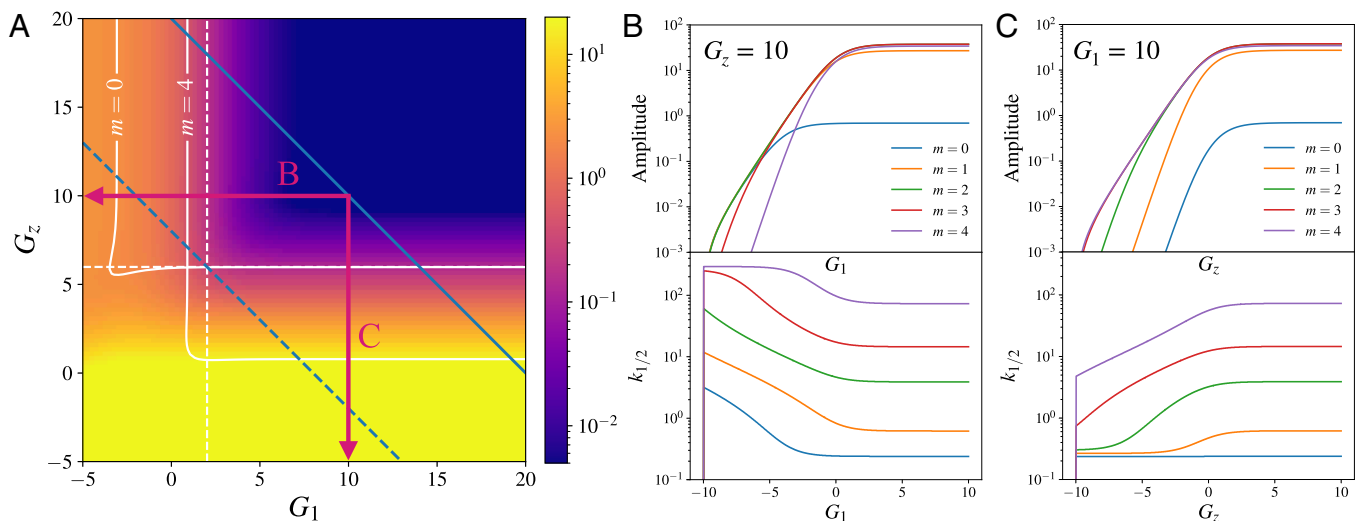 A
20
15
10
5
0
−5
G_z
−5
0
5
10
15
20
G_1
m = 0
m = 4
B
C
10^1
10^0
10^{−1}
10^{−2}
B
G_z = 10
Amplitude
10^2
10^1
10^0
10^{−1}
10^{−2}
10^{−3}
m = 0
m = 1
m = 2
m = 3
m = 4
G_1
k_{1/2}
10^2
10^1
10^0
10^{−1}
−10
−5
0
5
10
G_1
C
G_1 = 10
Amplitude
10^2
10^1
10^0
10^{−1}
10^{−2}
10^{−3}
m = 0
m = 1
m = 2
m = 3
m = 4
G_z
k_{1/2}
10^2
10^1
10^0
10^{−1}
−10
−5
0
5
10
G_z